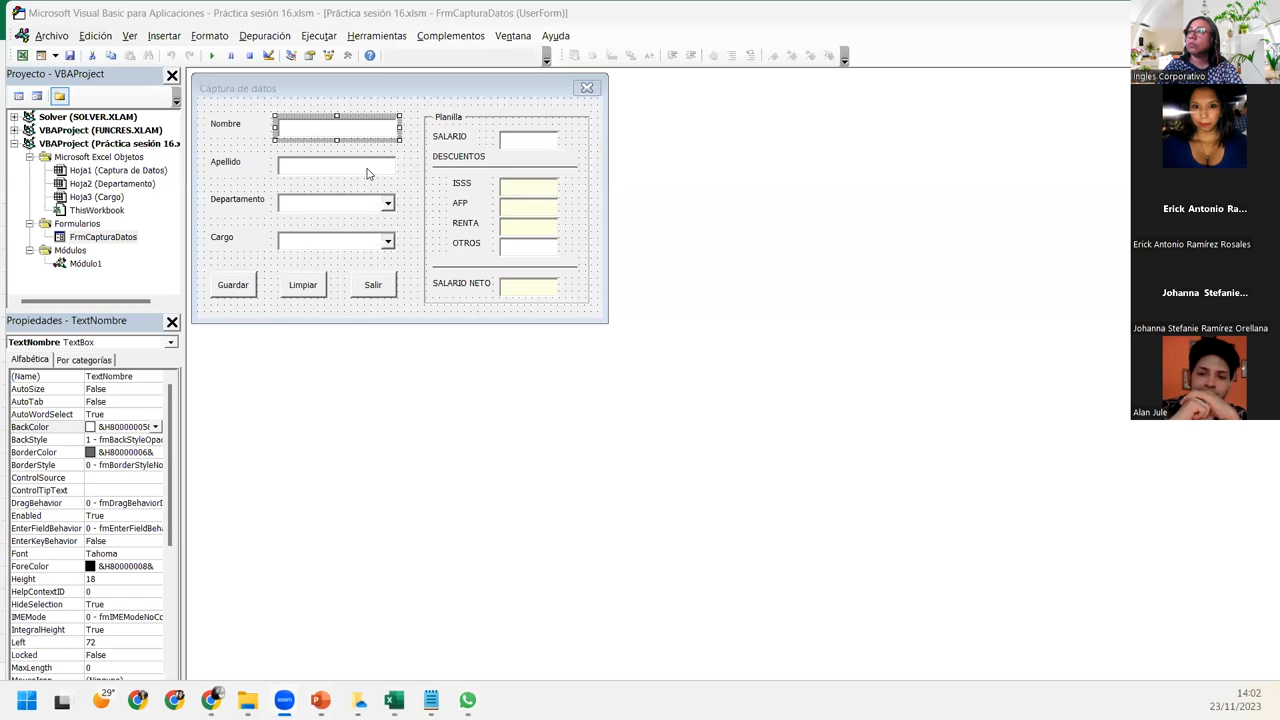 Microsoft Visual Basic para Aplicaciones - Práctica sesión 16.xlsm - [Práctica sesión 16.xlsm - FrmCapturaDatos (UserForm)]
Archivo Edición Ver Insertar Formato Depuración Ejecutar Herramientas Complementos Ventana Ayuda
Proyecto - VBAProject
Solver (SOLVER.XLAM)
VBAProject (FUNCRES.XLAM)
VBAProject (Práctica sesión 16.x
Microsoft Excel Objetos
Hoja1 (Captura de Datos)
Hoja2 (Departamento)
Hoja3 (Cargo)
ThisWorkbook
Formularios
FrmCapturaDatos
Módulos
Módulo1
Captura de datos
Nombre
Apellido
Departamento
Cargo
Guardar Limpiar Salir
Planilla
SALARIO
DESCUENTOS
ISSS
AFP
RENTA
OTROS
SALARIO NETO
Propiedades - TextNombre
TextNombre TextBox
Alfabética Por categorías
(Name) TextNombre
AutoSize False
AutoTab False
AutoWordSelect True
BackColor &H80000005&
BackStyle 1 - fmBackStyleOpac
BorderColor &H80000006&
BorderStyle 0 - fmBorderStyleNo
ControlSource
ControlTipText
DragBehavior 0 - fmDragBehaviorD
Enabled True
EnterFieldBehavior 0 - fmEnterFieldBeha
EnterKeyBehavior False
Font Tahoma
ForeColor &H80000008&
Height 18
HelpContextID 0
HideSelection True
IMEMode 0 - fmIMEModeNoCo
IntegralHeight True
Left 72
Locked False
MaxLength 0
Ingles Corporativo
Erick Antonio Ra...
Erick Antonio Ramírez Rosales
Johanna Stefanie...
Johanna Stefanie Ramírez Orellana
Alan Jule
29°
zoom
14:02
23/11/2023